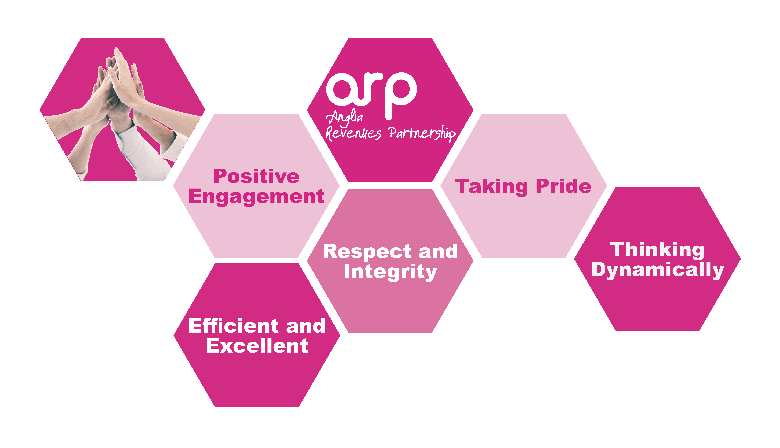 arp
Anglia
Revenues Partnership
Positive
Engagement
Taking Pride
Respect and
Integrity
Thinking
Dynamically
Efficient and
Excellent